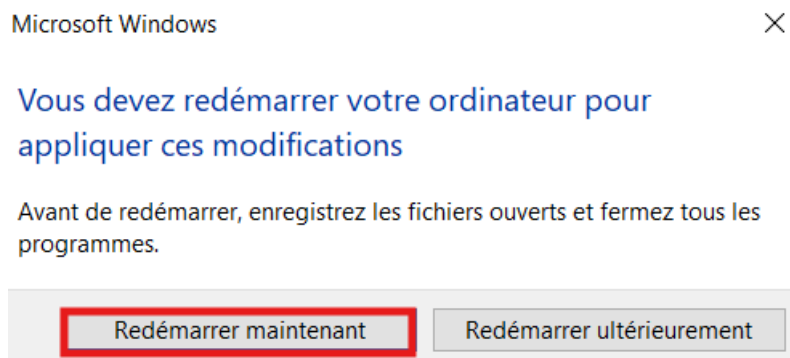 Microsoft Windows
Vous devez redémarrer votre ordinateur pour
appliquer ces modifications
Avant de redémarrer, enregistrez les fichiers ouverts et fermez tous les
programmes.
Redémarrer maintenant
Redémarrer ultérieurement